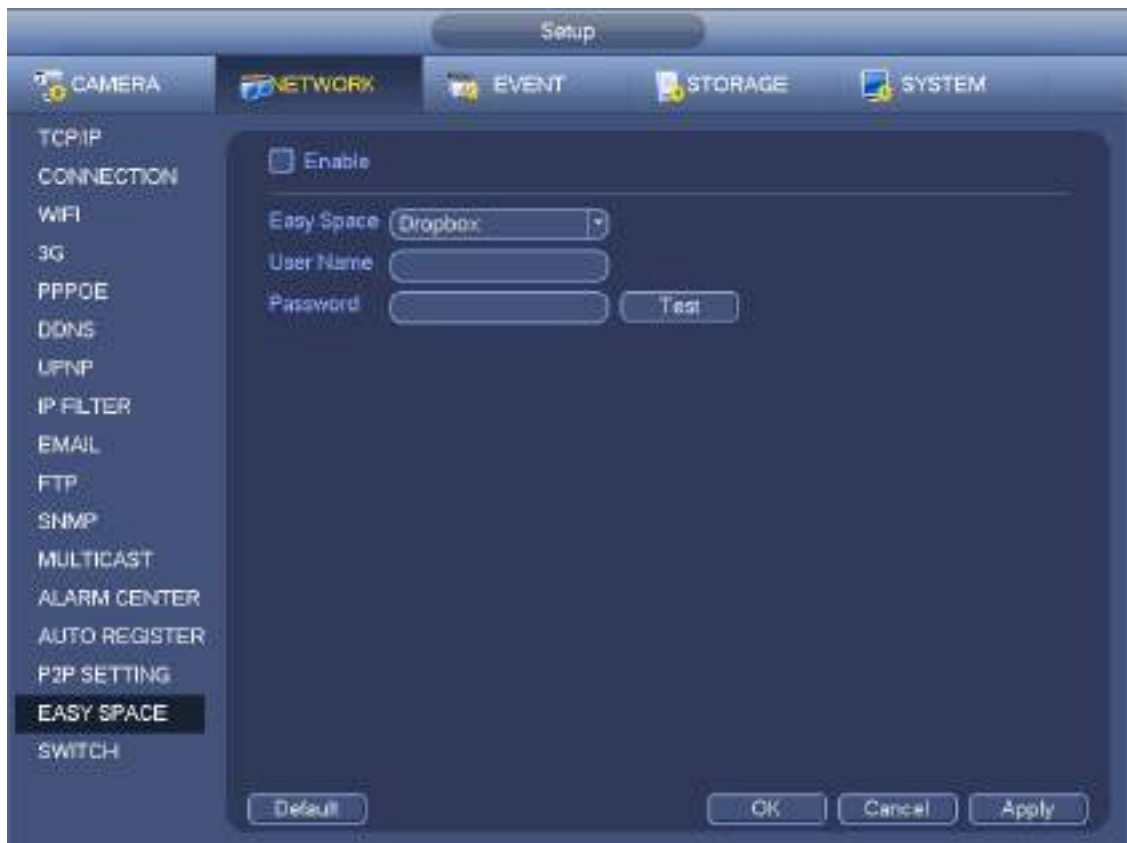 Setup
CAMERA NETWORK EVENT STORAGE SYSTEM
TCP/IP
CONNECTION
WIFI
3G
PPPOE
DDNS
UPNP
IP FILTER
EMAIL
FTP
SNMP
MULTICAST
ALARM CENTER
AUTO REGISTER
P2P SETTING
EASY SPACE
SWITCH
Enable
Easy Space Dropbox
User Name
Password Test
Default OK Cancel Apply